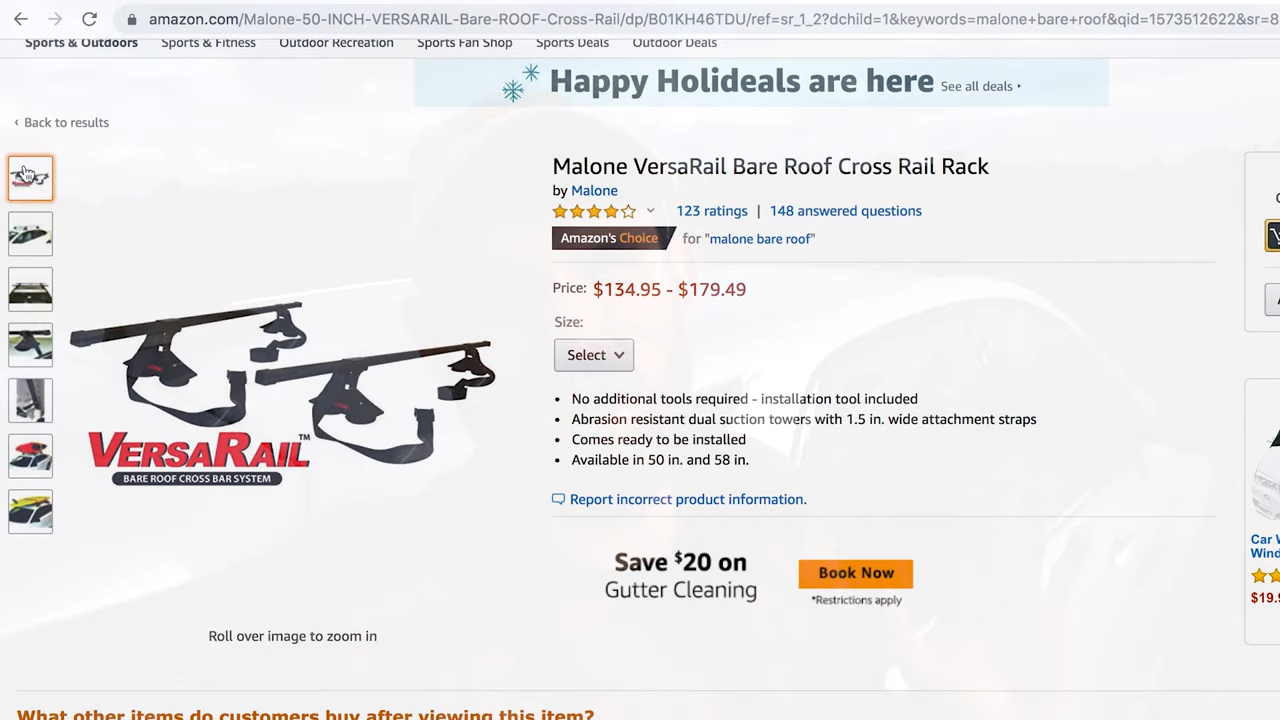 amazon.com/Malone-50-INCH-VERSARAIL-Bare-ROOF-Cross-Rail/dp/B01KH46TDU/ref=sr_1_2?dchild=1&keywords=malone+bare+roof&qid=1573512622&sr=8
Sports & Outdoors Sports & Fitness Outdoor Recreation Sports Fan Shop Sports Deals Outdoor Deals
Happy Holideals are here See all deals ▸
‹ Back to results
Malone VersaRail Bare Roof Cross Rail Rack
by Malone
123 ratings | 148 answered questions
Amazon's Choice for "malone bare roof"
Price: $134.95 - $179.49
Size:
Select
• No additional tools required - installation tool included
• Abrasion resistant dual suction towers with 1.5 in. wide attachment straps
• Comes ready to be installed
• Available in 50 in. and 58 in.
Report incorrect product information.
VERSARAIL™
BARE ROOF CROSS BAR SYSTEM
Save $20 on
Gutter Cleaning
Book Now
*Restrictions apply
Roll over image to zoom in
Car W
Wind
$19.9
What other items do customers buy after viewing this item?